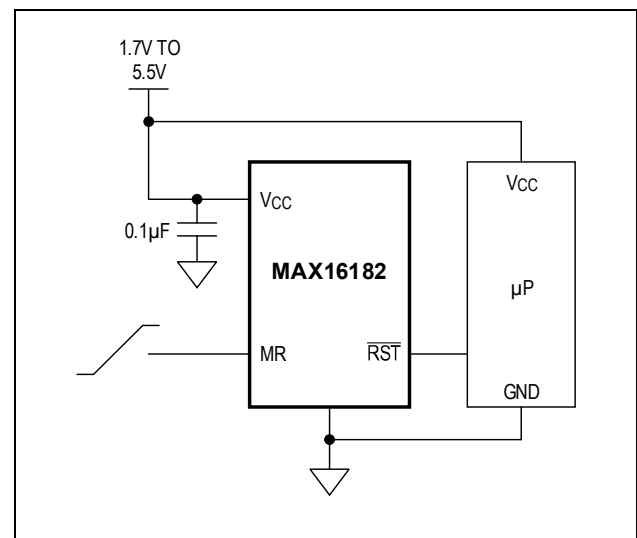 1.7V TO
5.5V
VCC
VCC
0.1µF
MAX16182
µP
MR
RST
GND